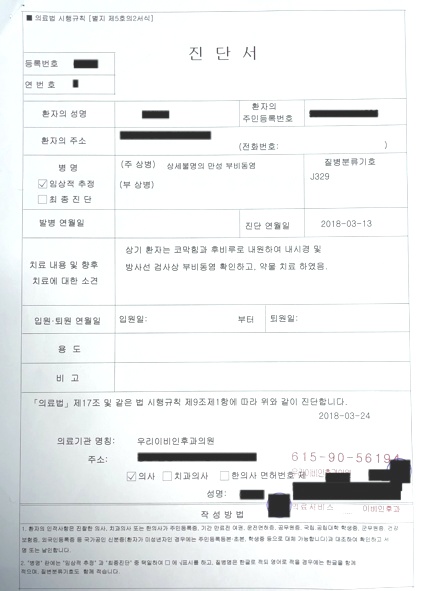 ■ 의료법 시행규칙 [별지 제5호의2서식]
진 단 서
등록번호
연 번 호
환자의 성명
환자의
주민등록번호
환자의 주소
(전화번호: )
병 명
(주 상병) 상세불명의 만성 부비동염
질병분류기호
☑임상적 추정
(부 상병)
J329
□최 종 진 단
발병 연월일
진단 연월일
2018-03-13
치료 내용 및 향후
치료에 대한 소견
상기 환자는 코막힘과 후비루로 내원하여 내시경 및
방사선 검사상 부비동염 확인하고, 약물 치료 하였음.
입원·퇴원 연월일
입원일:
부터
퇴원일:
용 도
비 고
「의료법」 제17조 및 같은 법 시행규칙 제9조제1항에 따라 위와 같이 진단합니다.
2018-03-24
의료기관 명칭: 우리이비인후과의원
주소:
615-90-56194
☑의사 □치과의사 □한의사 면허번호 제
성명:
의료서비스 이비인후과
작 성 방 법
1. 환자의 인적사항은 진찰한 의사, 치과의사 또는 한의사가 주민등록증, 기간 만료전 여권, 운전면허증, 공무원증, 국립 공립대학 학생증, 군무원증, 건강
보험증, 외국인등록증 등 국가공인 신분증(환자가 미성년자인 경우에는 주민등록등본·초본, 학생증 등으로 대체 가능합니다)과 대조하여 확인하고 서
명 또는 날인합니다.
2. "병명" 란에는 "임상적 추정" 과 "최종진단" 중 택일하여 □ 에 √표시를 하고, 질병명은 한글로 적되 영어로 적을 경우에는 한글을 함께
적으며, 질병분류기호도 함께 적습니다.